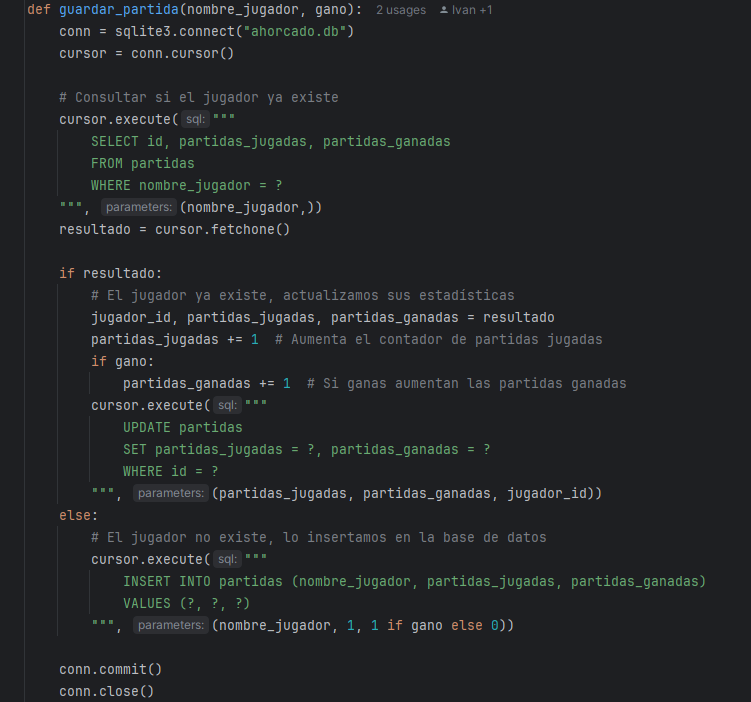 def guardar_partida(nombre_jugador, gano): 2 usages Ivan +1
    conn = sqlite3.connect("ahorcado.db")
    cursor = conn.cursor()

    # Consultar si el jugador ya existe
    cursor.execute( sql: """
        SELECT id, partidas_jugadas, partidas_ganadas
        FROM partidas
        WHERE nombre_jugador = ?
    """, parameters: (nombre_jugador,))
    resultado = cursor.fetchone()

    if resultado:
        # El jugador ya existe, actualizamos sus estadísticas
        jugador_id, partidas_jugadas, partidas_ganadas = resultado
        partidas_jugadas += 1  # Aumenta el contador de partidas jugadas
        if gano:
            partidas_ganadas += 1  # Si ganas aumentan las partidas ganadas
        cursor.execute( sql: """
            UPDATE partidas
            SET partidas_jugadas = ?, partidas_ganadas = ?
            WHERE id = ?
        """, parameters: (partidas_jugadas, partidas_ganadas, jugador_id))
    else:
        # El jugador no existe, lo insertamos en la base de datos
        cursor.execute( sql: """
            INSERT INTO partidas (nombre_jugador, partidas_jugadas, partidas_ganadas)
            VALUES (?, ?, ?)
        """, parameters: (nombre_jugador, 1, 1 if gano else 0))

    conn.commit()
    conn.close()